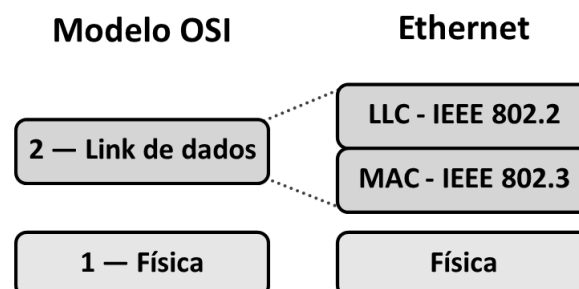 Modelo OSI
Ethernet
2 — Link de dados
LLC - IEEE 802.2
MAC - IEEE 802.3
1 — Física
Física